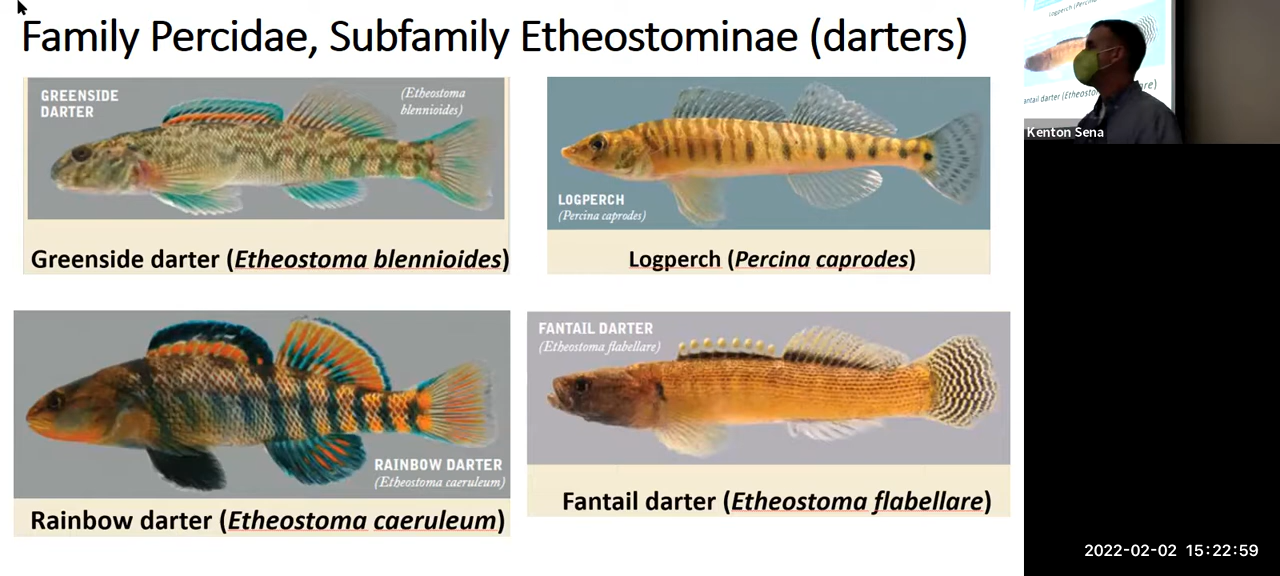 Family Percidae, Subfamily Etheostominae (darters)
GREENSIDE
DARTER
(Etheostoma
blennioides)
Greenside darter (Etheostoma blennioides)
LOGPERCH
(Percina caprodes)
Logperch (Percina caprodes)
RAINBOW DARTER
(Etheostoma caeruleum)
Rainbow darter (Etheostoma caeruleum)
FANTAIL DARTER
(Etheostoma flabellare)
Fantail darter (Etheostoma flabellare)
Logperch (Percina
Kenton Sena
2022-02-02 15:22:59